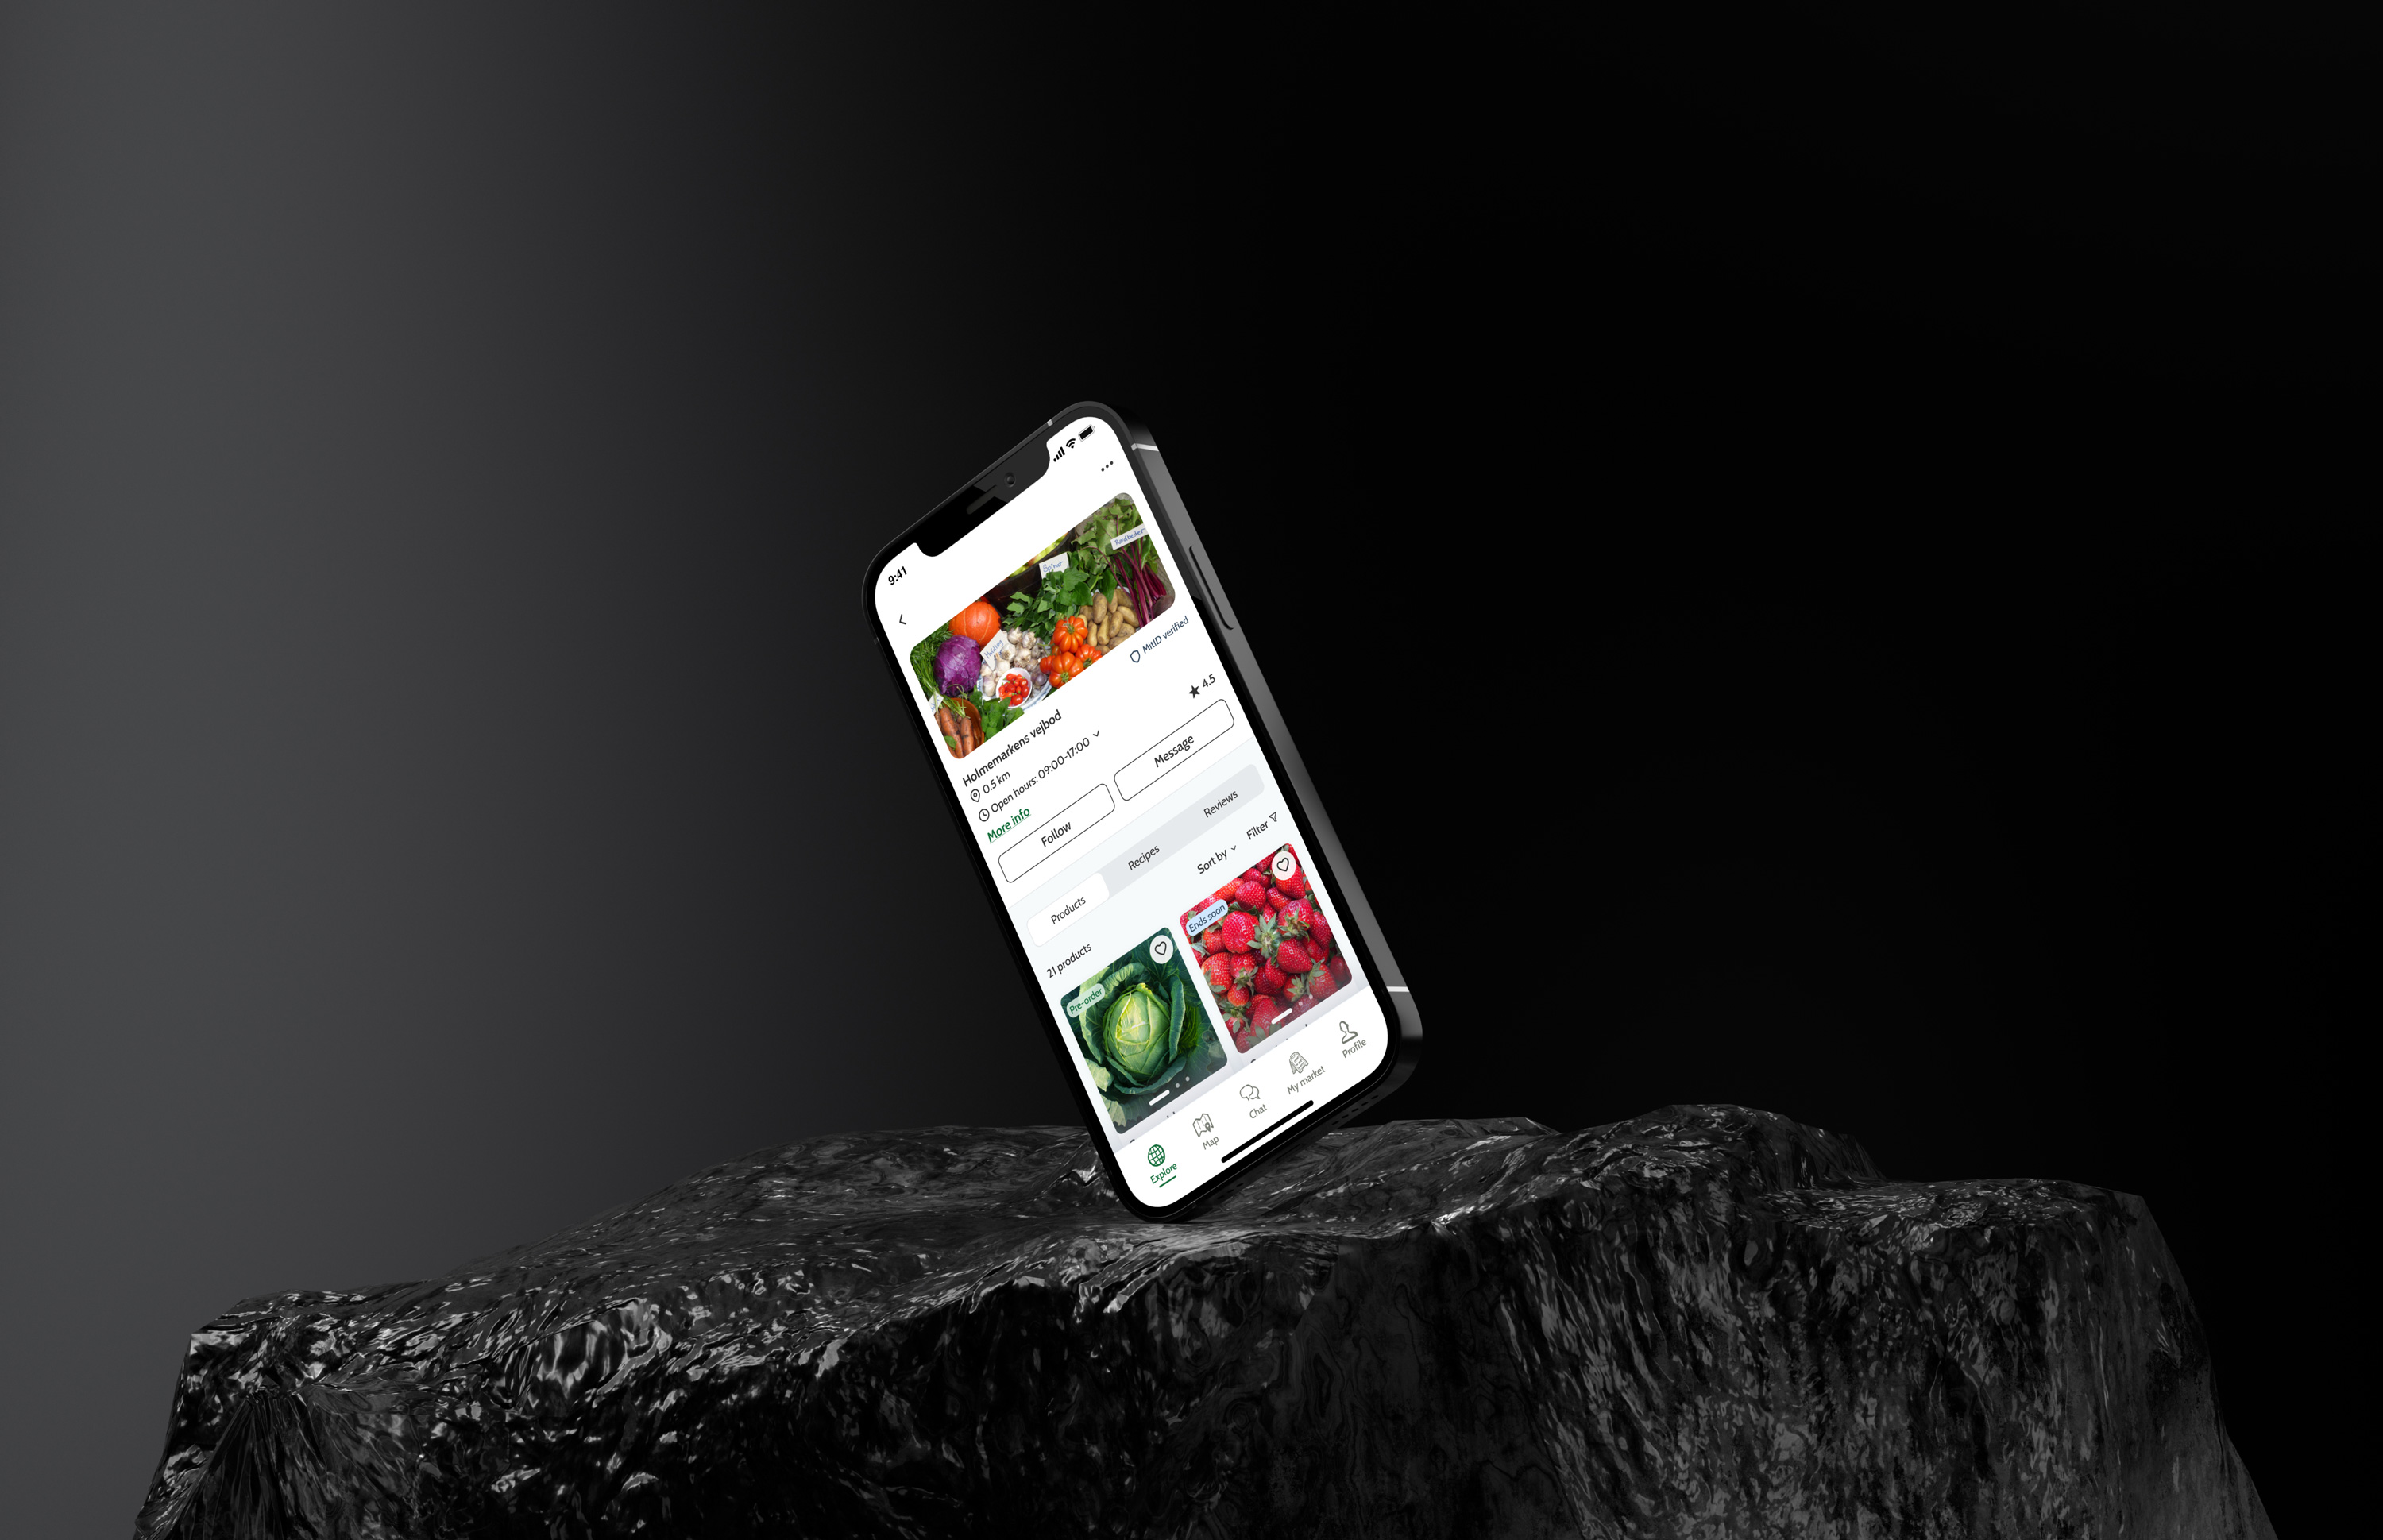 9:41
MitID verified
Holmemarkens vejbod
4.5
0.5 km
Open hours: 09:00-17:00
More info
Follow
Message
Products
Recipes
Reviews
21 products
Sort by
Filter
Pre-order
Ends soon
Explore
Map
Chat
My market
Profile